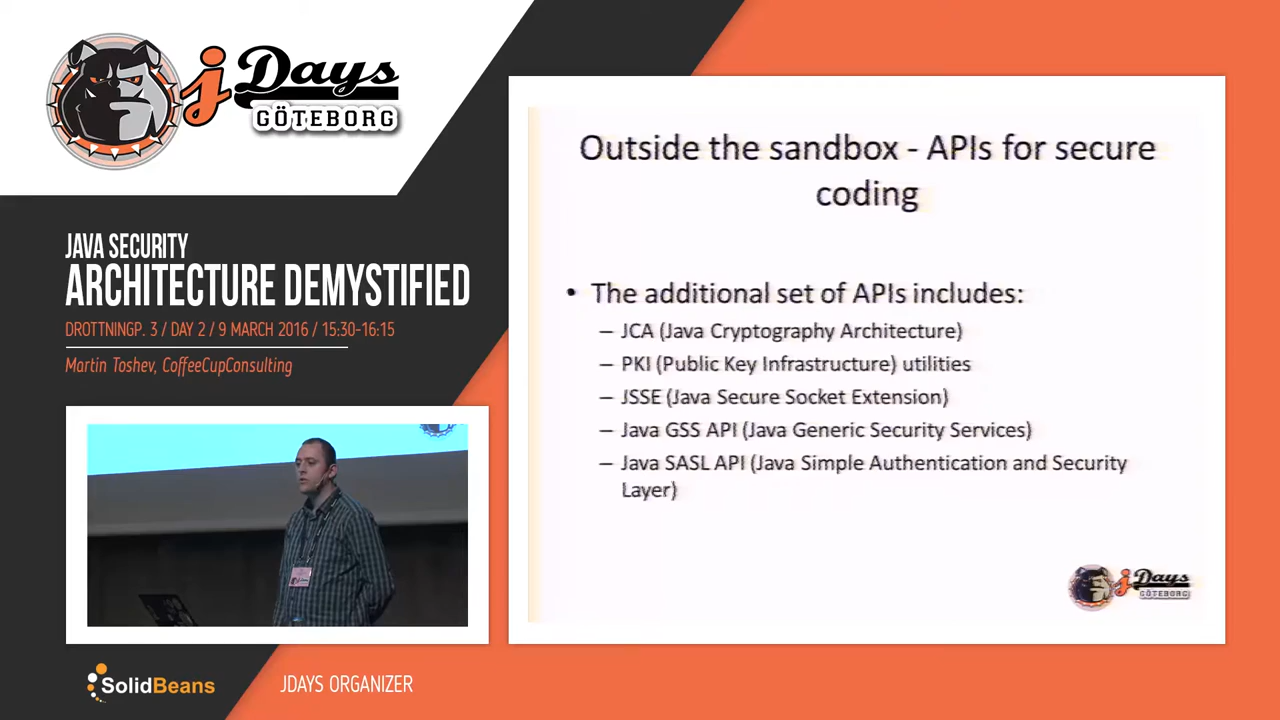 jDays
GÖTEBORG
JAVA SECURITY
ARCHITECTURE DEMYSTIFIED
DROTTNINGP. 3 / DAY 2 / 9 MARCH 2016 / 15:30-16:15
Martin Toshev, CoffeeCupConsulting
Outside the sandbox - APIs for secure
coding
• The additional set of APIs includes:
– JCA (Java Cryptography Architecture)
– PKI (Public Key Infrastructure) utilities
– JSSE (Java Secure Socket Extension)
– Java GSS API (Java Generic Security Services)
– Java SASL API (Java Simple Authentication and Security
Layer)
jDays
GÖTEBORG
SolidBeans
JDAYS ORGANIZER